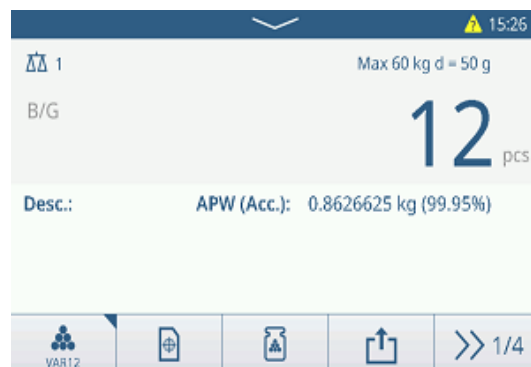 15:26
1 Max 60 kg d = 50 g
B/G
12 pcs
Desc.: APW (Acc.): 0.8626625 kg (99.95%)
VAR12 1/4